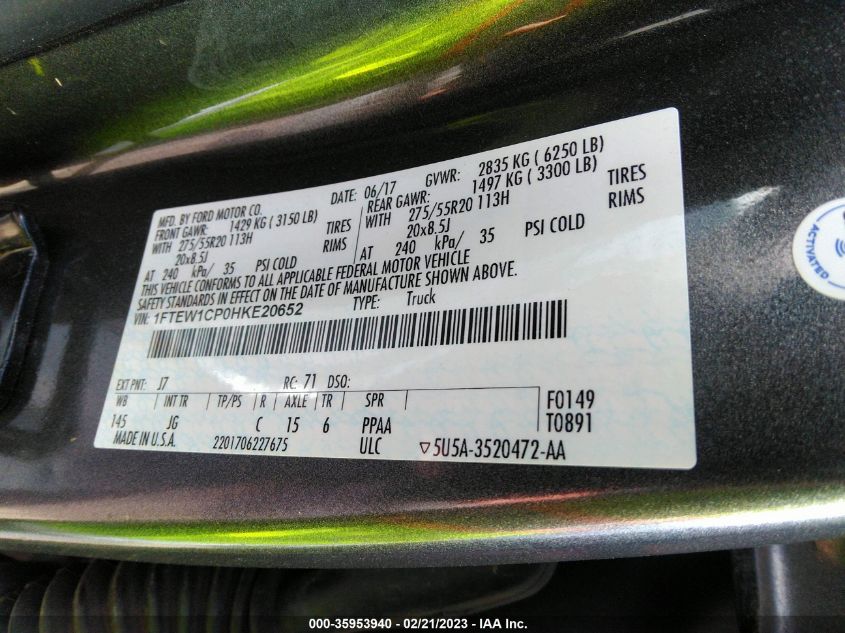 MFD. BY FORD MOTOR CO.
DATE: 06/17 GVWR: 2835 KG ( 6250 LB)
FRONT GAWR: 1429 KG ( 3150 LB) REAR GAWR: 1497 KG ( 3300 LB)
WITH 275/55R20 113H TIRES WITH 275/55R20 113H TIRES
20x8.5J RIMS 20x8.5J RIMS
AT 240 kPa/ 35 PSI COLD AT 240 kPa/ 35 PSI COLD
THIS VEHICLE CONFORMS TO ALL APPLICABLE FEDERAL MOTOR VEHICLE
SAFETY STANDARDS IN EFFECT ON THE DATE OF MANUFACTURE SHOWN ABOVE.
VIN: 1FTEW1CP0HKE20652 TYPE: Truck
EXT PNT: J7 RC: 71 DSO:
WB INT TR TP/PS R AXLE TR SPR F0149
145 JG C 15 6 PPAA T0891
MADE IN U.S.A. 2201706227675 ULC ▽5U5A-3520472-AA
ACTIVATED
000-35953940 - 02/21/2023 - IAA Inc.